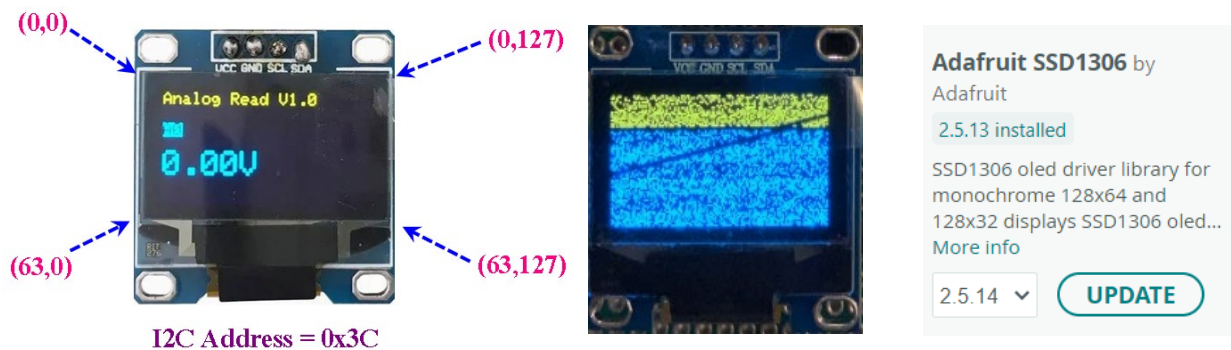 (0,0)
(0,127)
VCC GND SCL SDA
Analog Read V1.0
0.00V
(63,0)
(63,127)
I2C Address = 0x3C
VCC GND SCL SDA
Adafruit SSD1306 by
Adafruit
2.5.13 installed
SSD1306 oled driver library for
monochrome 128x64 and
128x32 displays SSD1306 oled...
More info
2.5.14
UPDATE